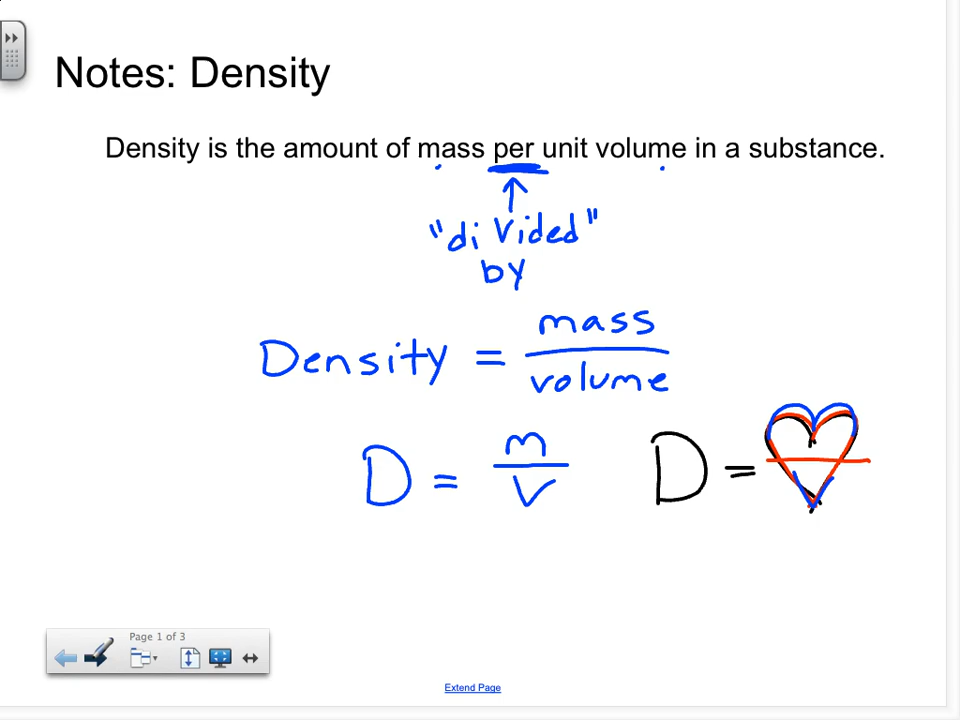 Notes: Density
Density is the amount of mass per unit volume in a substance.
"divided"
by
Density = mass
volume
D = m
v
D =
Page 1 of 3
Extend Page